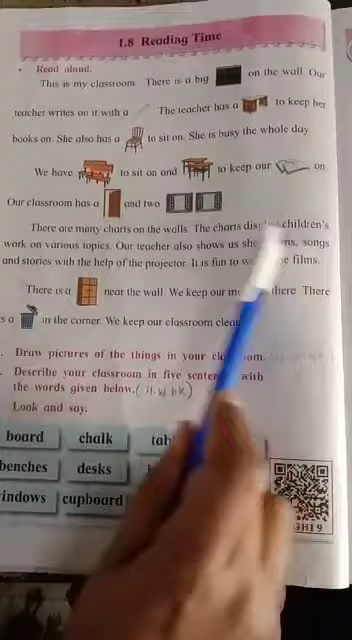 1.8 Reading Time
Read aloud.
This is my classroom. There is a big on the wall. Our
teacher writes on it with a The teacher has a to keep her
books on. She also has a to sit on. She is busy the whole day.
We have to sit on and to keep our on.
Our classroom has a and two
There are many charts on the walls. The charts children's
work on various topics. Our teacher also shows us songs
and stories with the help of the projector. It is fun to films.
There is a near the wall. We keep our there. There
s a in the corner. We keep our classroom clean
. Draw pictures of the things in your
. Describe your classroom in five with
the words given below. (H.W bk)
Look and say.
board chalk
benches desks
indows cupboard